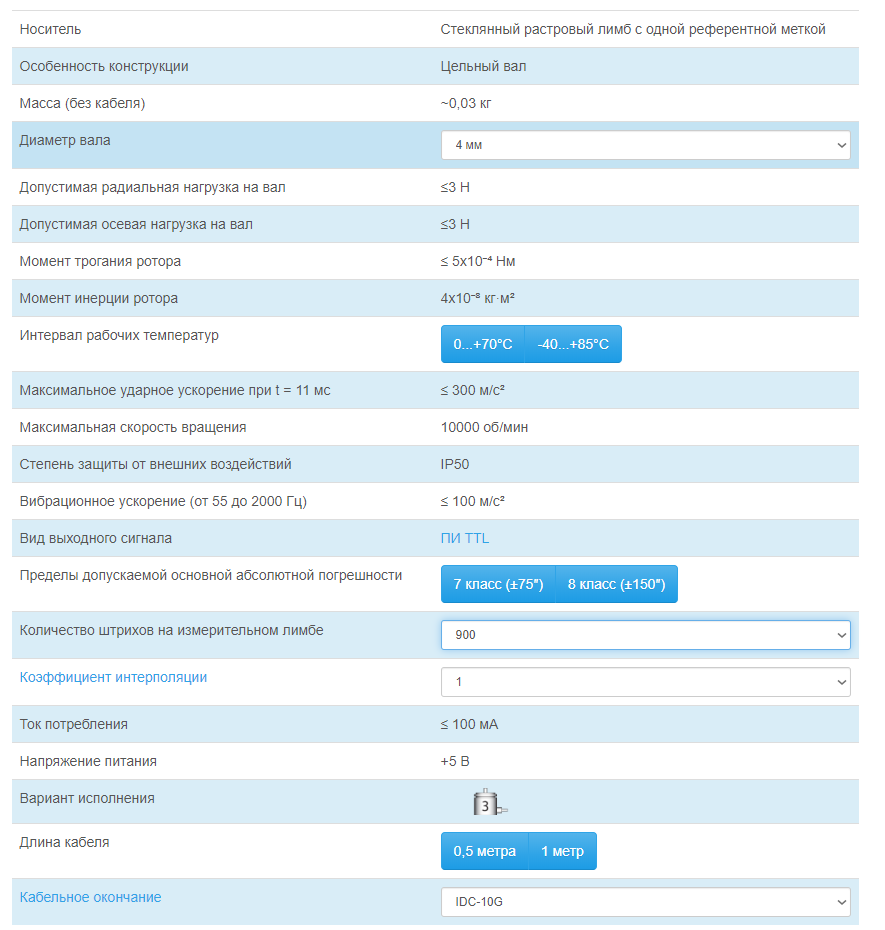 Носитель Стеклянный растровый лимб с одной референтной меткой
Особенность конструкции Цельный вал
Масса (без кабеля) ~0,03 кг
Диаметр вала 4 мм
Допустимая радиальная нагрузка на вал ≤3 Н
Допустимая осевая нагрузка на вал ≤3 Н
Момент трогания ротора ≤ 5x10⁻⁴ Нм
Момент инерции ротора 4x10⁻⁸ кг·м²
Интервал рабочих температур 0...+70°C -40...+85°C
Максимальное ударное ускорение при t = 11 мс ≤ 300 м/с²
Максимальная скорость вращения 10000 об/мин
Степень защиты от внешних воздействий IP50
Вибрационное ускорение (от 55 до 2000 Гц) ≤ 100 м/с²
Вид выходного сигнала ПИ TTL
Пределы допускаемой основной абсолютной погрешности 7 класс (±75") 8 класс (±150")
Количество штрихов на измерительном лимбе 900
Коэффициент интерполяции 1
Ток потребления ≤ 100 мА
Напряжение питания +5 В
Вариант исполнения 3
Длина кабеля 0,5 метра 1 метр
Кабельное окончание IDC-10G